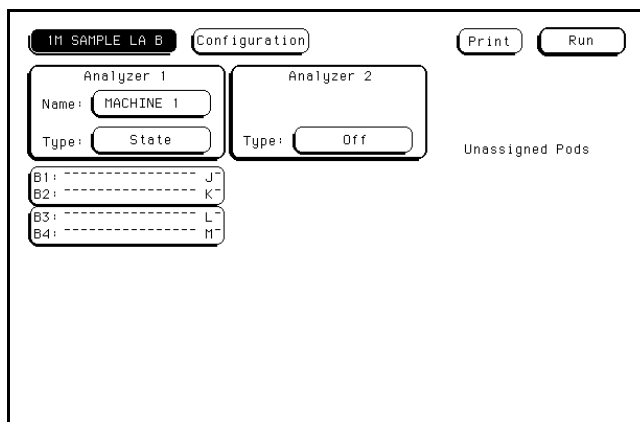 1M SAMPLE LA B Configuration Print Run
Analyzer 1 Analyzer 2
Name: MACHINE 1
Type: State Type: Off
Unassigned Pods
B1: ---------------- J-
B2: ---------------- K-
B3: ---------------- L-
B4: ---------------- M-